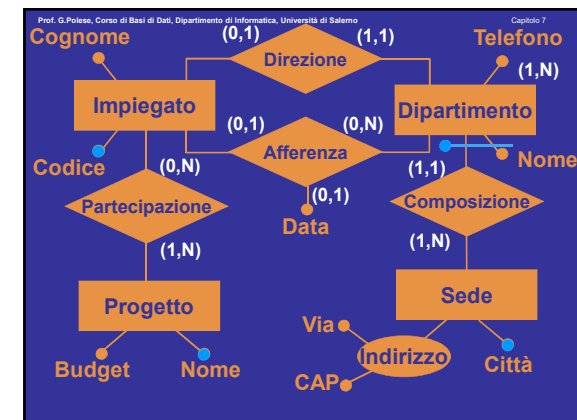 Prof. G.Polese, Corso di Basi di Dati, Dipartimento di Informatica, Università di Salerno Capitolo 7
Cognome (0,1) (1,1) Telefono
Direzione (1,N)
Impiegato Dipartimento
(0,1) (0,N)
Afferenza
Codice (0,N) (0,1) (1,1) Nome
Partecipazione Data Composizione
(1,N) (1,N)
Progetto Sede
Via
Budget Nome Indirizzo Città
CAP